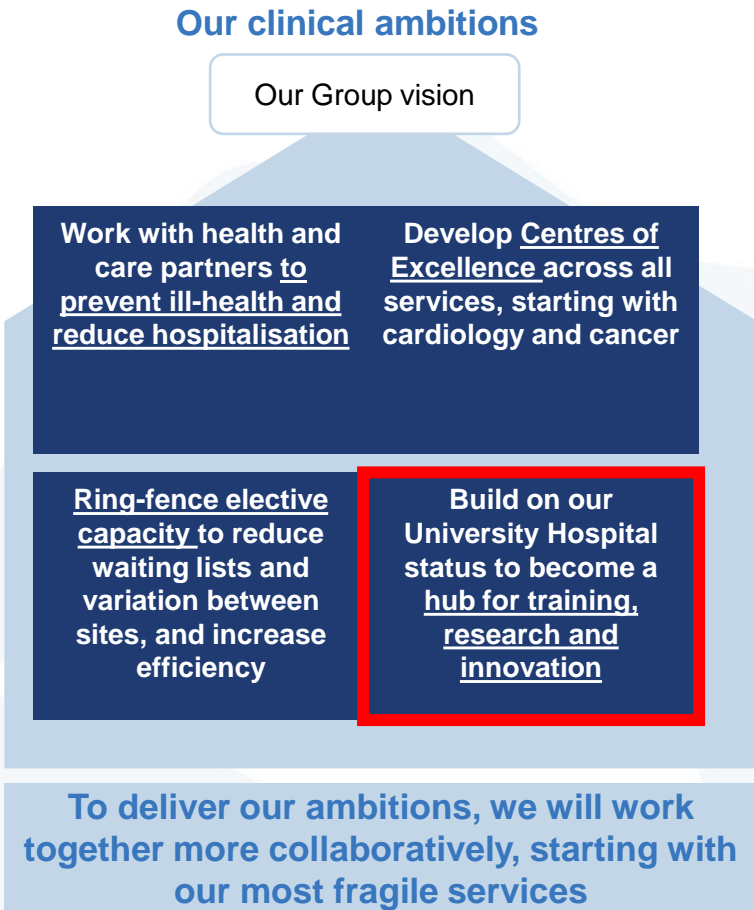 Our clinical ambitions
Our Group vision
Work with health and
care partners to
prevent ill-health and
reduce hospitalisation
Develop Centres of
Excellence across all
services, starting with
cardiology and cancer
Ring-fence elective
capacity to reduce
waiting lists and
variation between
sites, and increase
efficiency
Build on our
University Hospital
status to become a
hub for training,
research and
innovation
To deliver our ambitions, we will work
together more collaboratively, starting with
our most fragile services